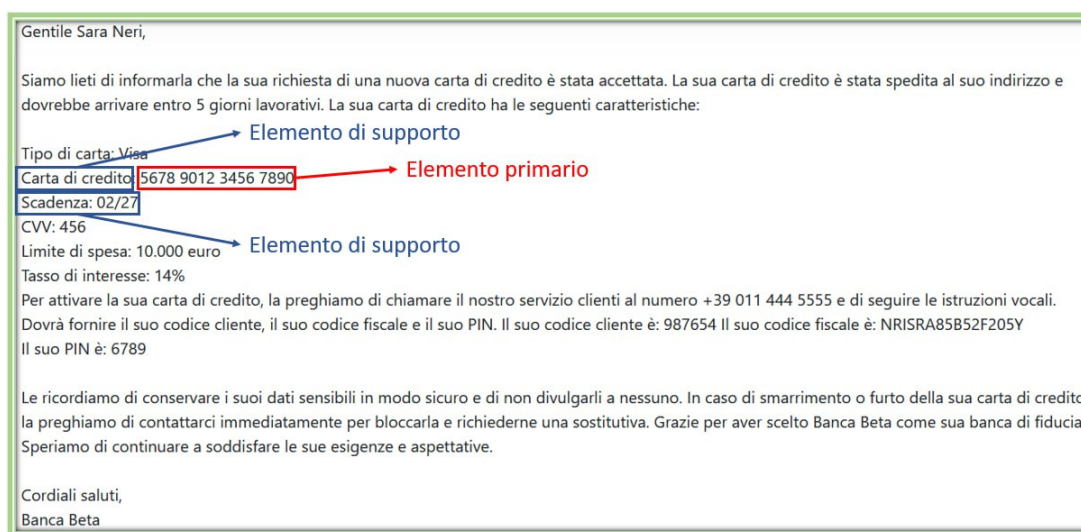 Gentile Sara Neri,
Siamo lieti di informarla che la sua richiesta di una nuova carta di credito è stata accettata. La sua carta di credito è stata spedita al suo indirizzo e
dovrebbe arrivare entro 5 giorni lavorativi. La sua carta di credito ha le seguenti caratteristiche:
Elemento di supporto
Tipo di carta: Visa
Carta di credito: 5678 9012 3456 7890
Elemento primario
Scadenza: 02/27
CVV: 456
Elemento di supporto
Limite di spesa: 10.000 euro
Tasso di interesse: 14%
Per attivare la sua carta di credito, la preghiamo di chiamare il nostro servizio clienti al numero +39 011 444 5555 e di seguire le istruzioni vocali.
Dovrà fornire il suo codice cliente, il suo codice fiscale e il suo PIN. Il suo codice cliente è: 987654 Il suo codice fiscale è: NRISRA85B52F205Y
Il suo PIN è: 6789
Le ricordiamo di conservare i suoi dati sensibili in modo sicuro e di non divulgarli a nessuno. In caso di smarrimento o furto della sua carta di credito
la preghiamo di contattarci immediatamente per bloccarla e richiederne una sostitutiva. Grazie per aver scelto Banca Beta come sua banca di fiducia
Speriamo di continuare a soddisfare le sue esigenze e aspettative.
Cordiali saluti,
Banca Beta